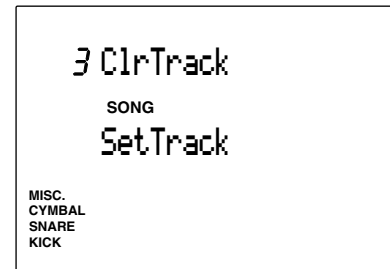 3 ClrTrack
SONG
SetTrack
MISC.
CYMBAL
SNARE
KICK